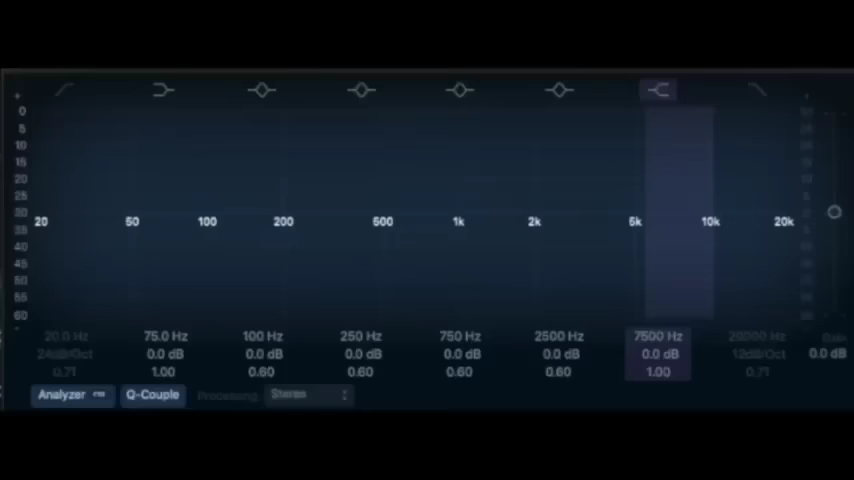 0
5
10
15
20
25
30
35
40
45
50
55
60
20 50 100 200 500 1k 2k 5k 10k 20k
20.0 Hz 75.0 Hz 100 Hz 250 Hz 750 Hz 2500 Hz 7500 Hz 20000 Hz Gain
24dB/Oct 0.0 dB 0.0 dB 0.0 dB 0.0 dB 0.0 dB 0.0 dB 12dB/Oct 0.0 dB
0.71 1.00 0.60 0.60 0.60 0.60 1.00 0.71
Analyzer Q-Couple Processing: Stereo